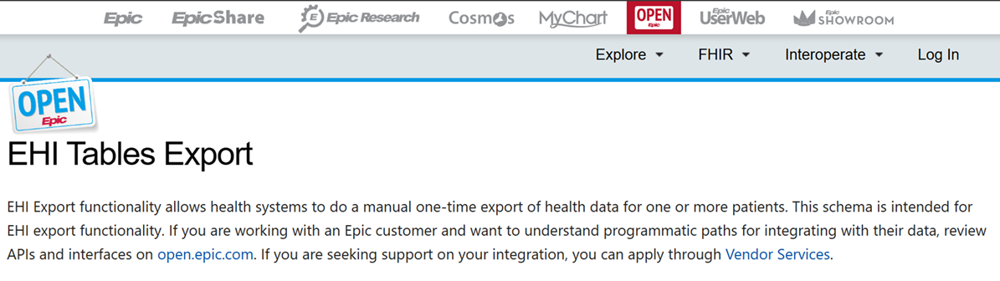 Epic EpicShare Epic Research Cosmos MyChart OPEN Epic Epic UserWeb Epic SHOWROOM
Explore FHIR Interoperate Log In
OPEN
Epic
EHI Tables Export
EHI Export functionality allows health systems to do a manual one-time export of health data for one or more patients. This schema is intended for
EHI export functionality. If you are working with an Epic customer and want to understand programmatic paths for integrating with their data, review
APIs and interfaces on open.epic.com. If you are seeking support on your integration, you can apply through Vendor Services.